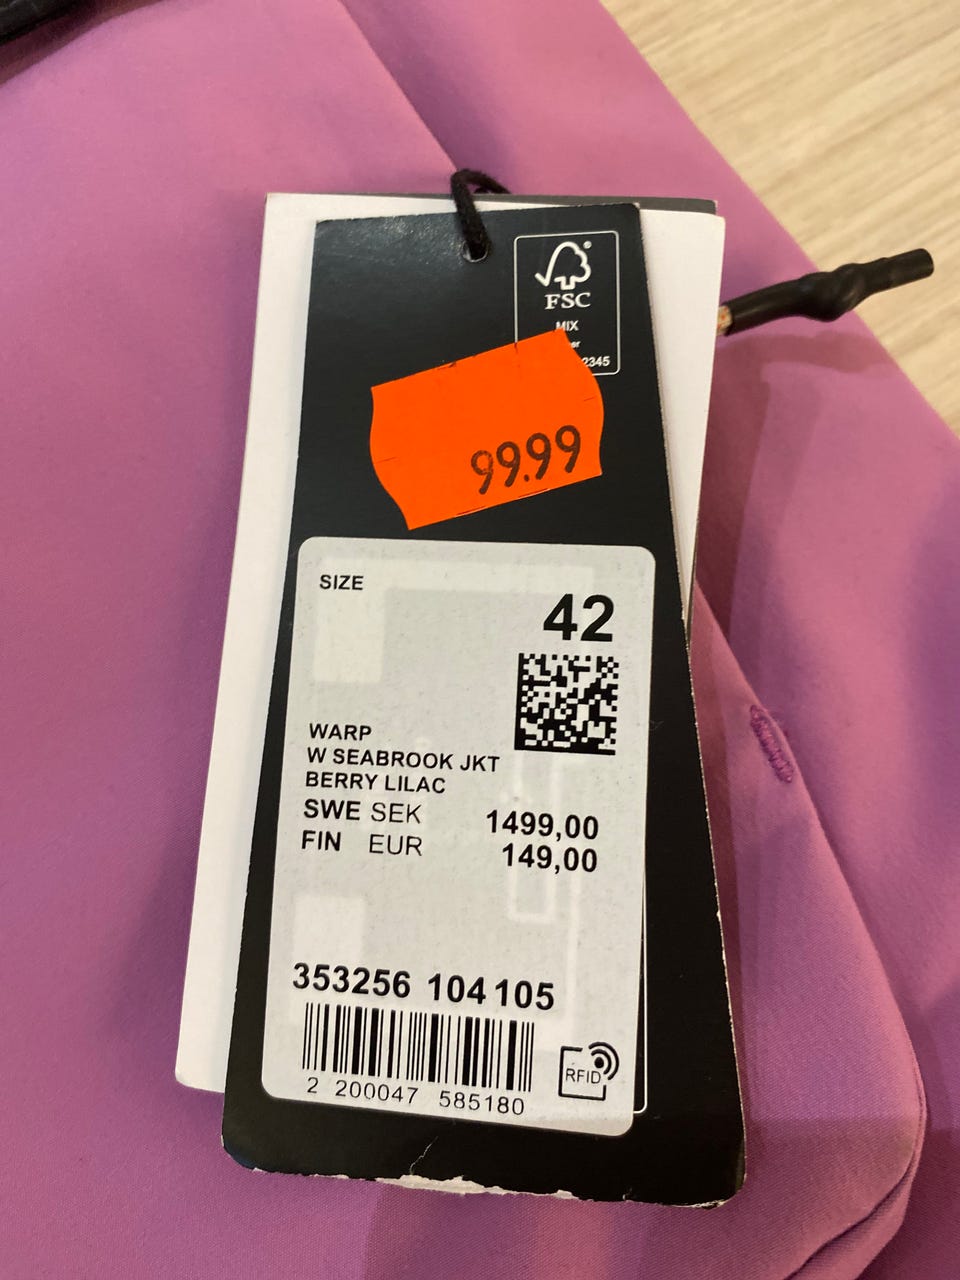 FSC
MIX
2345
99.99
SIZE
42
WARP
W SEABROOK JKT
BERRY LILAC
SWE SEK 1499,00
FIN EUR 149,00
353256 104105
2 200047 585180
RFID